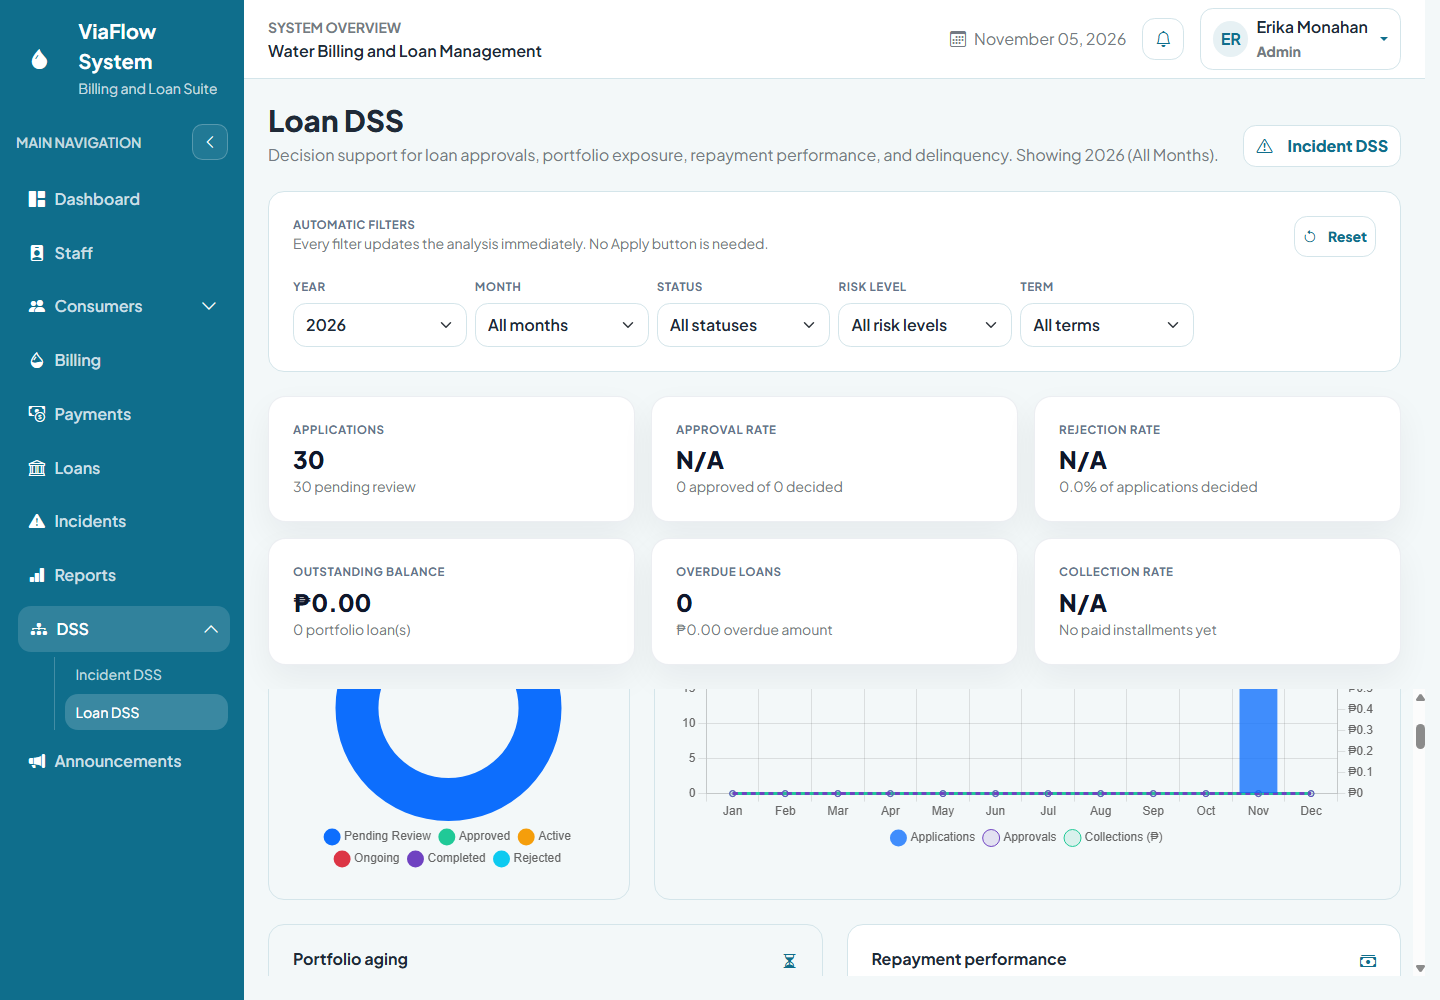 ViaFlow
System
Billing and Loan Suite
MAIN NAVIGATION
Dashboard
Staff
Consumers
Billing
Payments
Loans
Incidents
Reports
DSS
Incident DSS
Loan DSS
Announcements
SYSTEM OVERVIEW
Water Billing and Loan Management
November 05, 2026
ER
Erika Monahan
Admin
Loan DSS
Decision support for loan approvals, portfolio exposure, repayment performance, and delinquency. Showing 2026 (All Months).
Incident DSS
AUTOMATIC FILTERS
Every filter updates the analysis immediately. No Apply button is needed.
Reset
YEAR MONTH STATUS RISK LEVEL TERM
2026 All months All statuses All risk levels All terms
APPLICATIONS
30
30 pending review
APPROVAL RATE
N/A
0 approved of 0 decided
REJECTION RATE
N/A
0.0% of applications decided
OUTSTANDING BALANCE
₱0.00
0 portfolio loan(s)
OVERDUE LOANS
0
₱0.00 overdue amount
COLLECTION RATE
N/A
No paid installments yet
Pending Review Approved Active
Ongoing Completed Rejected
15
10
5
0
₱0.5
₱0.4
₱0.3
₱0.2
₱0.1
₱0
Jan Feb Mar Apr May Jun Jul Aug Sep Oct Nov Dec
Applications Approvals Collections (₱)
Portfolio aging
Repayment performance